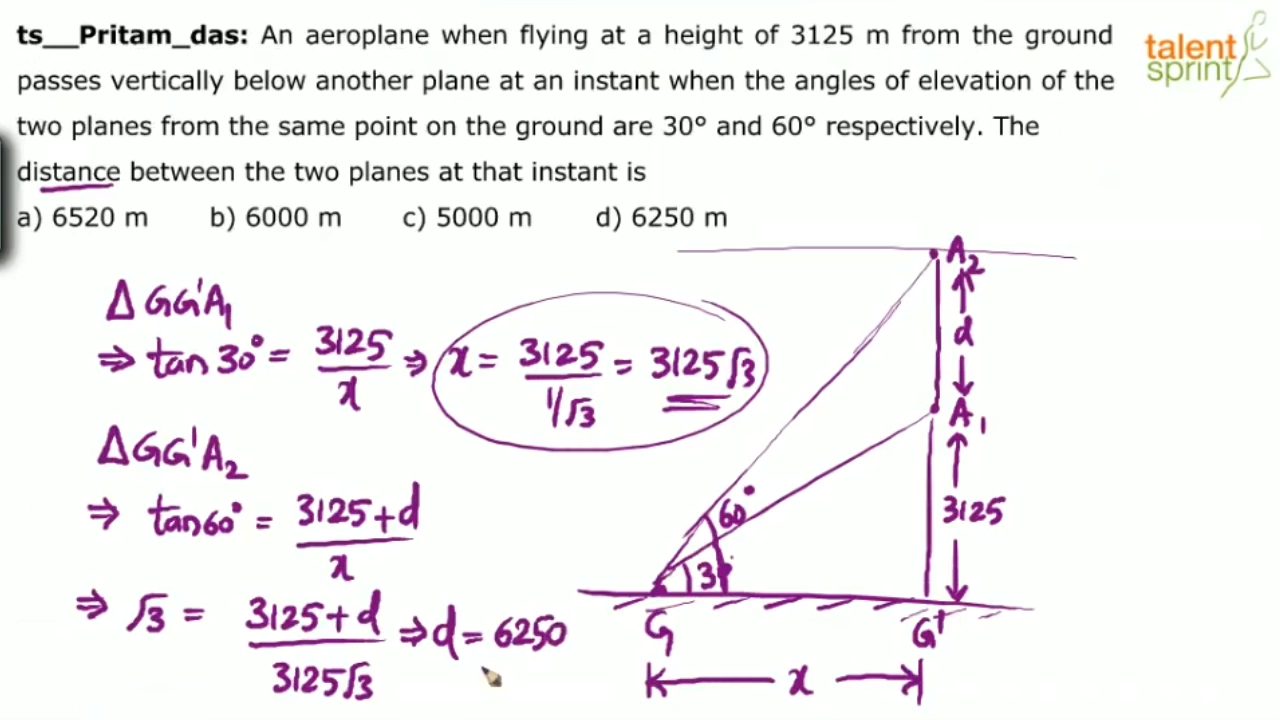 ts__Pritam_das: An aeroplane when flying at a height of 3125 m from the ground
passes vertically below another plane at an instant when the angles of elevation of the
two planes from the same point on the ground are 30° and 60° respectively. The
distance between the two planes at that instant is
a) 6520 m b) 6000 m c) 5000 m d) 6250 m
talent
sprint
Δ GG'A₁
⇒ tan 30° = 3125/x ⇒ x = 3125/(1/√3) = 3125√3
Δ GG'A₂
⇒ tan 60° = (3125+d)/x
⇒ √3 = (3125+d)/(3125√3) ⇒ d = 6250
A₂
d
A₁
60°
3125
30°
G
G'
x